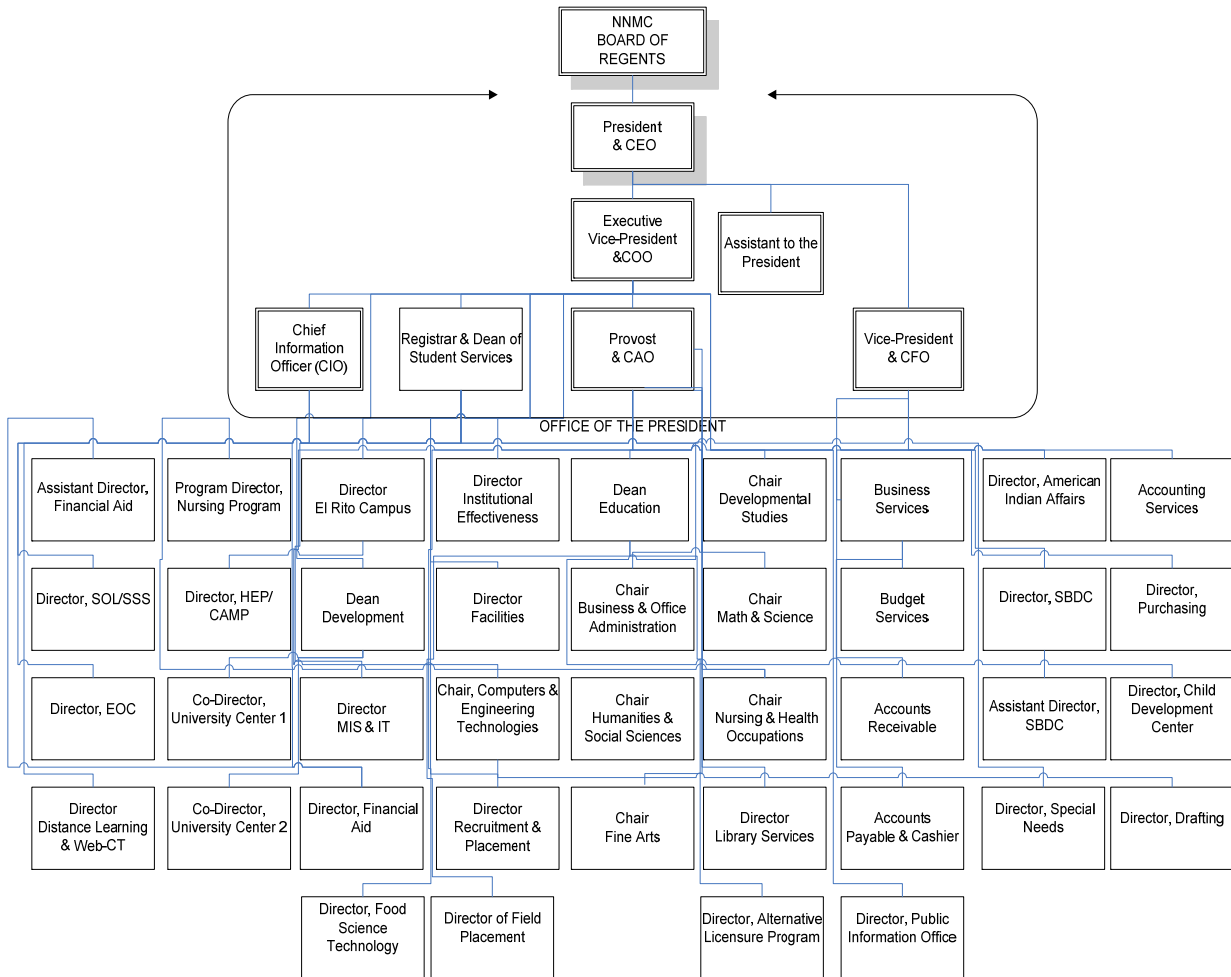 NNMC
BOARD OF
REGENTS
President
& CEO
Executive
Vice-President
&COO
Assistant to the
President
Chief
Information
Officer (CIO)
Registrar & Dean of
Student Services
Provost
& CAO
Vice-President
& CFO
OFFICE OF THE PRESIDENT
Assistant Director,
Financial Aid
Program Director,
Nursing Program
Director
El Rito Campus
Director
Institutional
Effectiveness
Dean
Education
Chair
Developmental
Studies
Business
Services
Director, American
Indian Affairs
Accounting
Services
Director, SOL/SSS
Director, HEP/
CAMP
Dean
Development
Director
Facilities
Chair
Business & Office
Administration
Chair
Math & Science
Budget
Services
Director, SBDC
Director,
Purchasing
Director, EOC
Co-Director,
University Center 1
Director
MIS & IT
Chair, Computers &
Engineering
Technologies
Chair
Humanities &
Social Sciences
Chair
Nursing & Health
Occupations
Accounts
Receivable
Assistant Director,
SBDC
Director, Child
Development
Center
Director
Distance Learning
& Web-CT
Co-Director,
University Center 2
Director, Financial
Aid
Director
Recruitment &
Placement
Chair
Fine Arts
Director
Library Services
Accounts
Payable & Cashier
Director, Special
Needs
Director, Drafting
Director, Food
Science
Technology
Director of Field
Placement
Director, Alternative
Licensure Program
Director, Public
Information Office